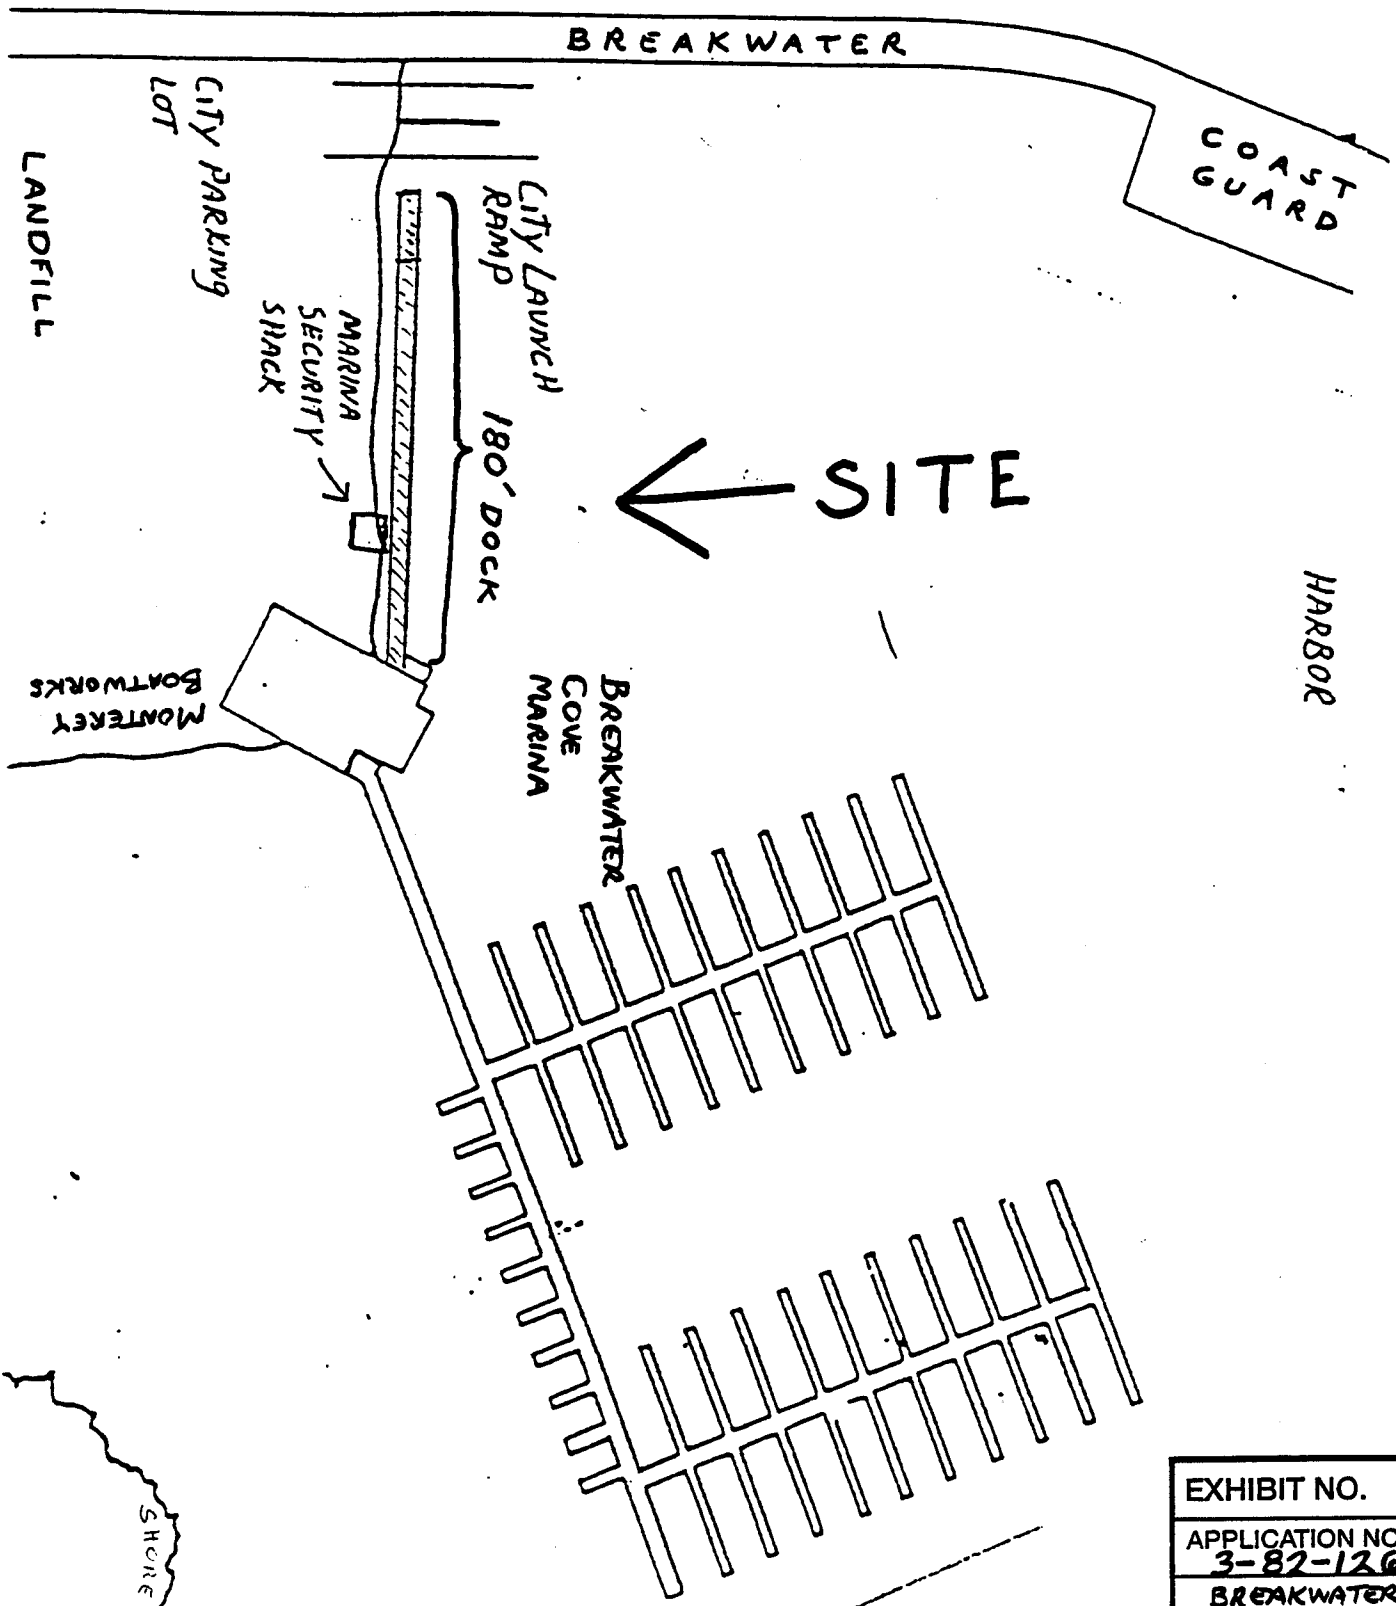 BREAKWATER
COAST
GUARD
CITY PARKING
LOT
LANDFILL
CITY LAUNCH
RAMP
MARINA
SECURITY
SHACK
180' DOCK
SITE
HARBOR
MONTEREY
BOATWORKS
BREAKWATER
COVE
MARINA
SHORE
EXHIBIT NO.
APPLICATION NO
3-82-126
BREAKWATER